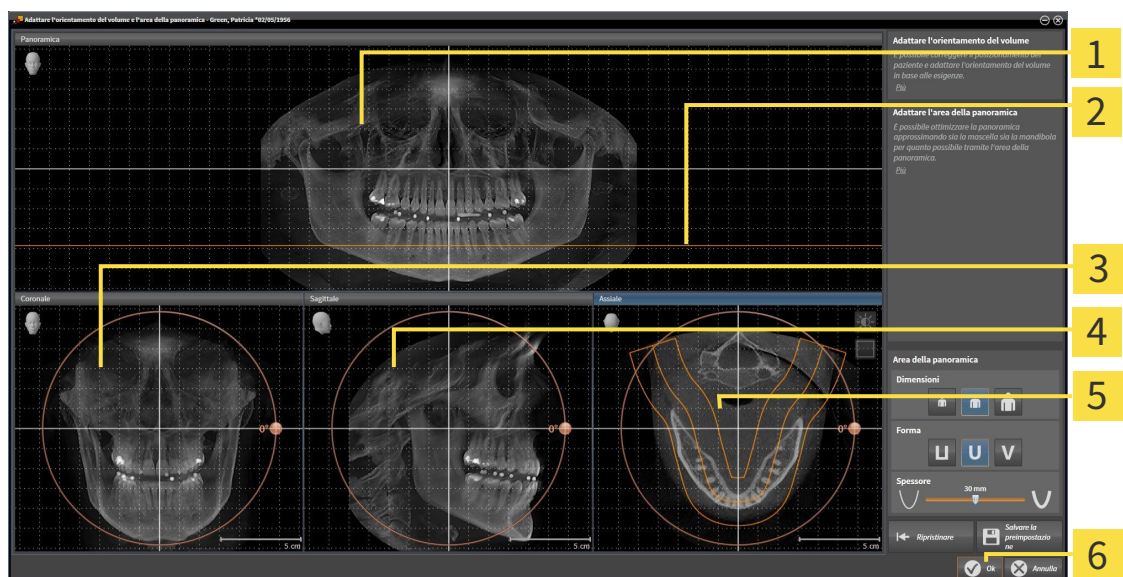 Adattare l'orientamento del volume e l'area della panoramica - Green, Patricia *02/05/1956
Panoramica
Adattare l'orientamento del volume
È possibile correggere il posizionamento del
paziente e adattare l'orientamento del volume
in base alle esigenze.
Più
Adattare l'area della panoramica
È possibile ottimizzare la panoramica
approssimando sia la mascella sia la mandibola
per quanto possibile tramite l'area della
panoramica.
Più
1
2
3
4
5
6
Coronale
Sagittale
Assiale
0°
0°
0°
5 cm
5 cm
5 cm
Area della panoramica
Dimensioni
Forma
U
V
Spessore
30 mm
Ripristinare
Salvare la
preimpostazio
ne
Ok
Annulla